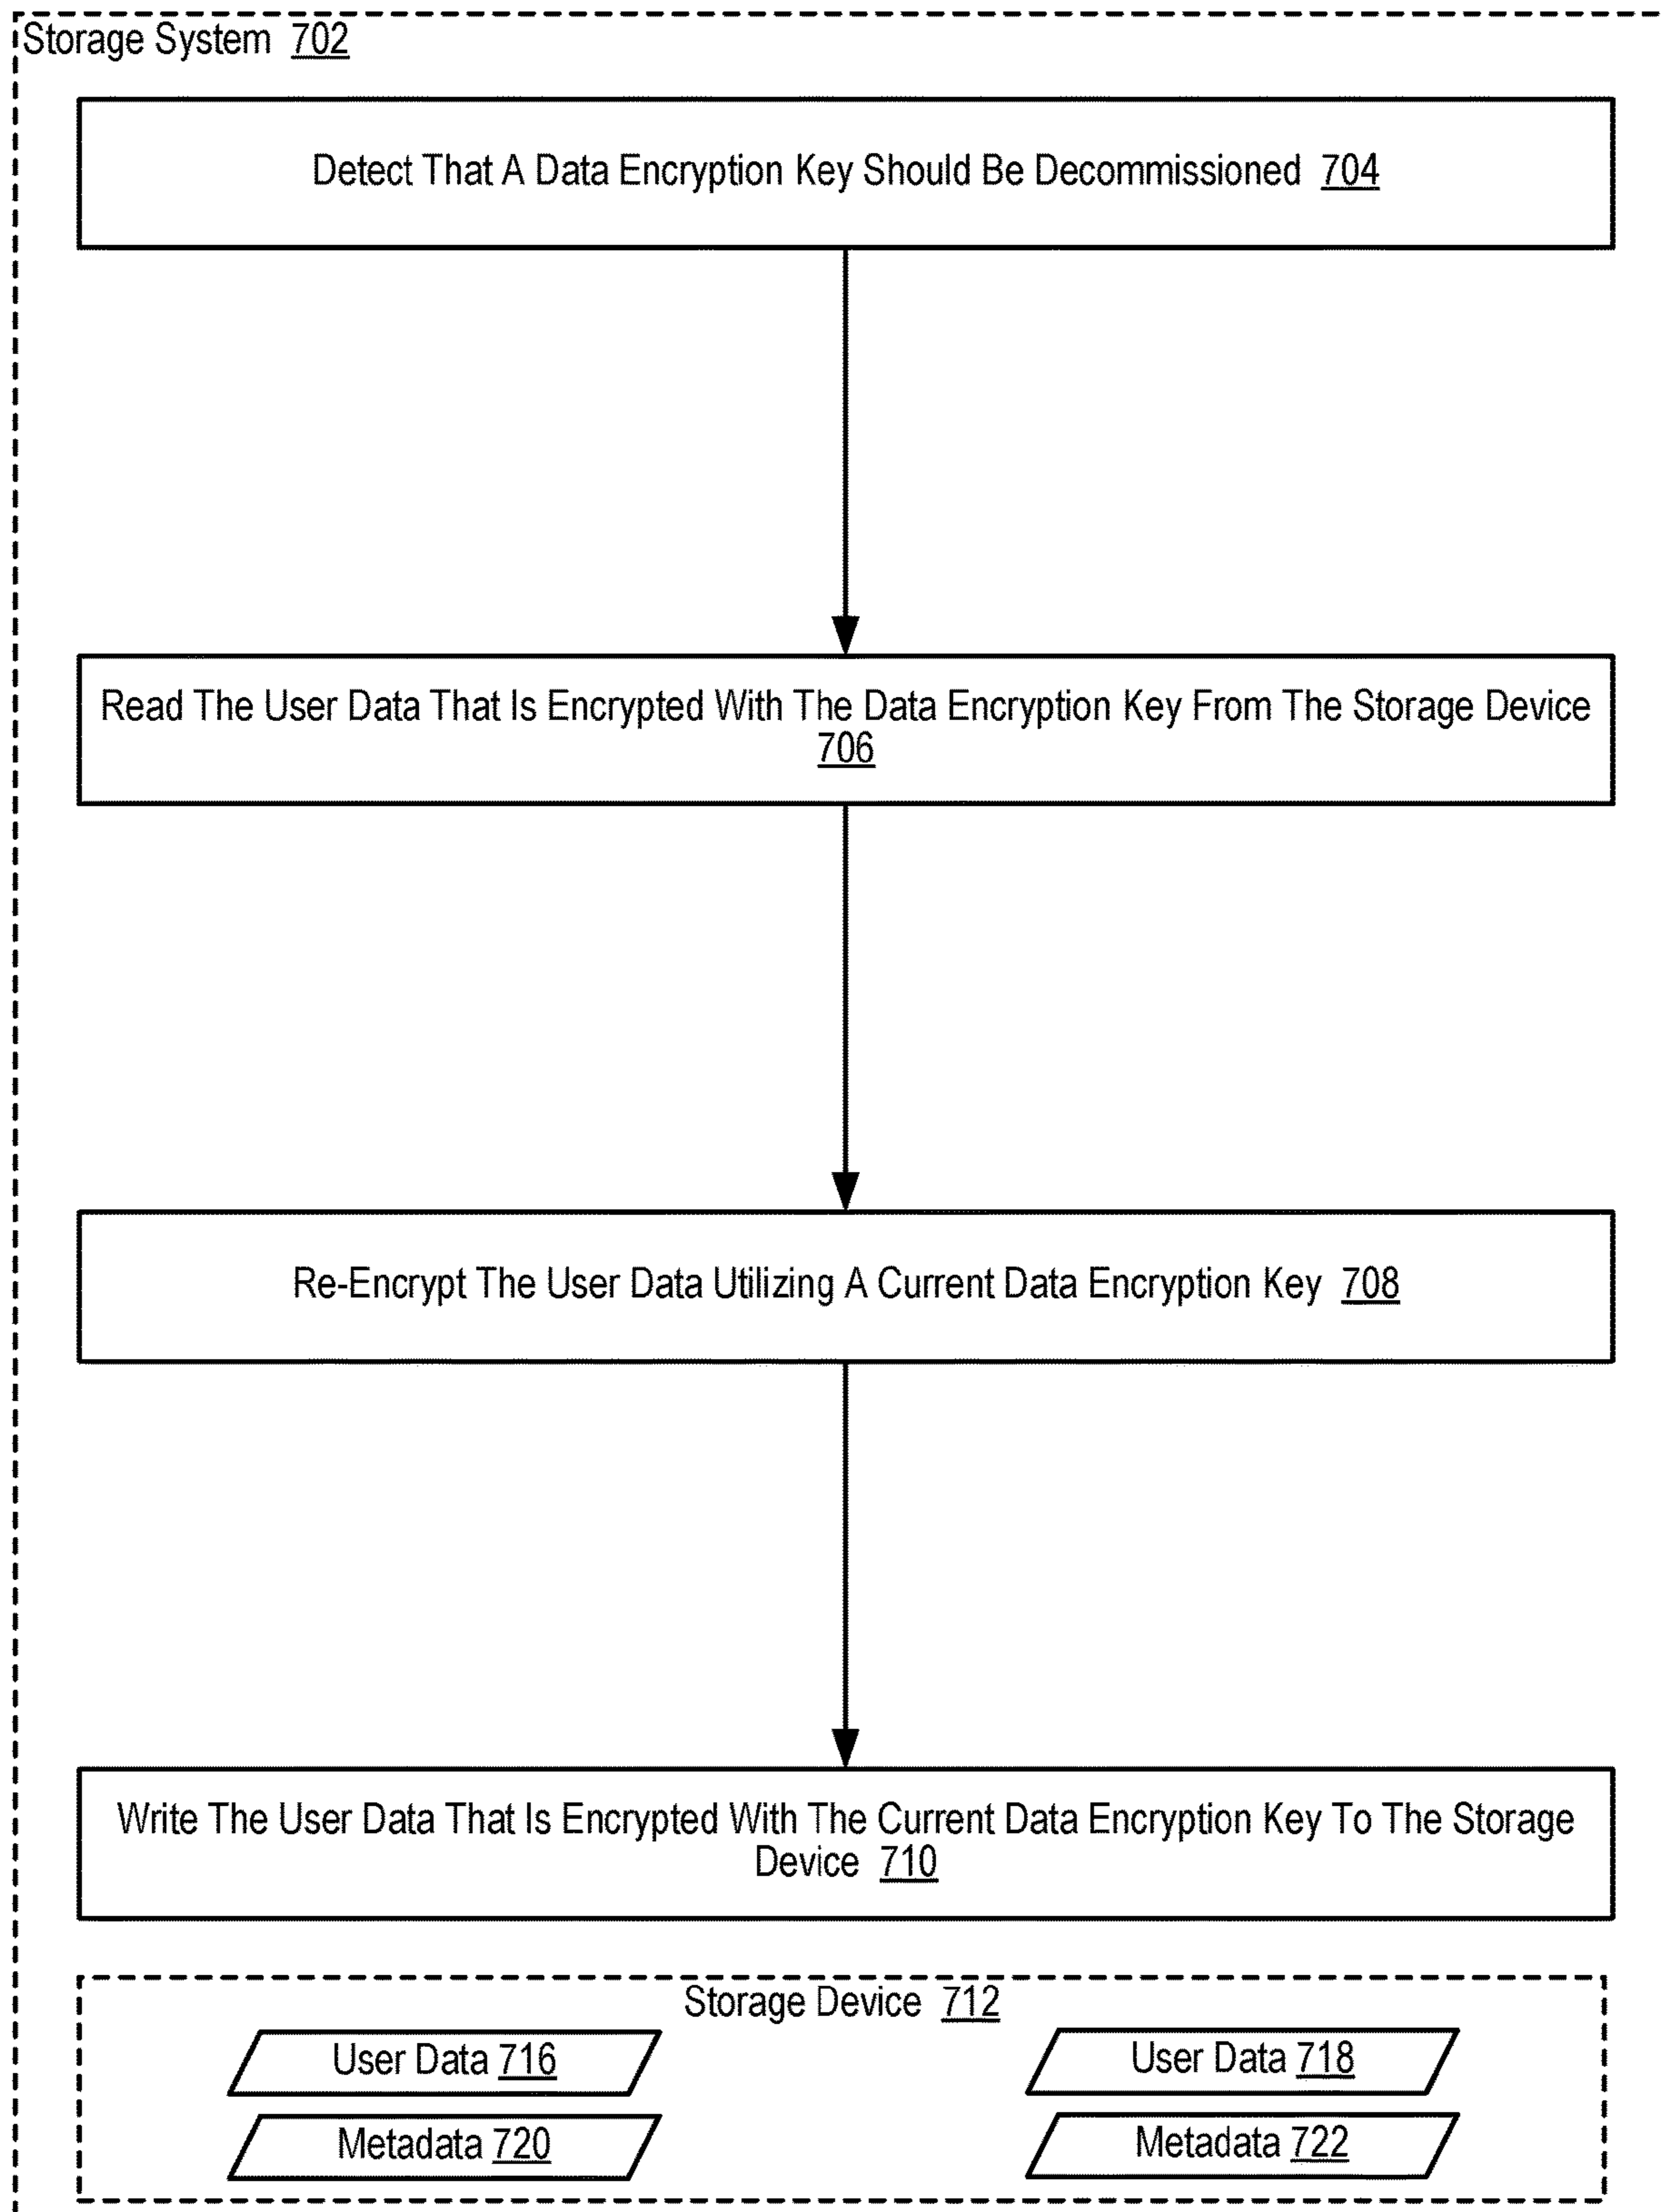 Storage System 702
Detect That A Data Encryption Key Should Be Decommissioned 704
Read The User Data That Is Encrypted With The Data Encryption Key From The Storage Device
706
Re-Encrypt The User Data Utilizing A Current Data Encryption Key 708
Write The User Data That Is Encrypted With The Current Data Encryption Key To The Storage
Device 710
Storage Device 712
User Data 716
User Data 718
Metadata 720
Metadata 722